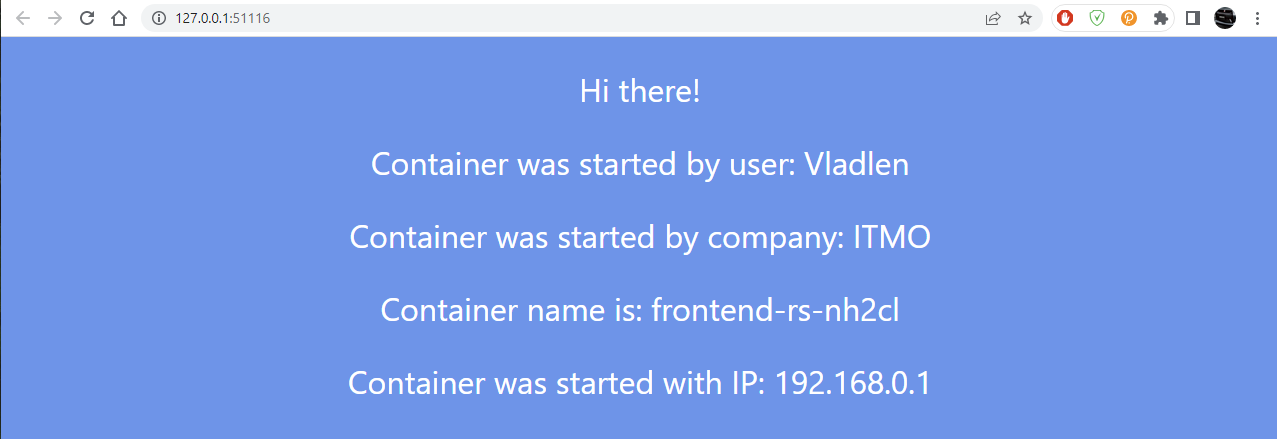 127.0.0.1:51116
Hi there!
Container was started by user: Vladlen
Container was started by company: ITMO
Container name is: frontend-rs-nh2cl
Container was started with IP: 192.168.0.1